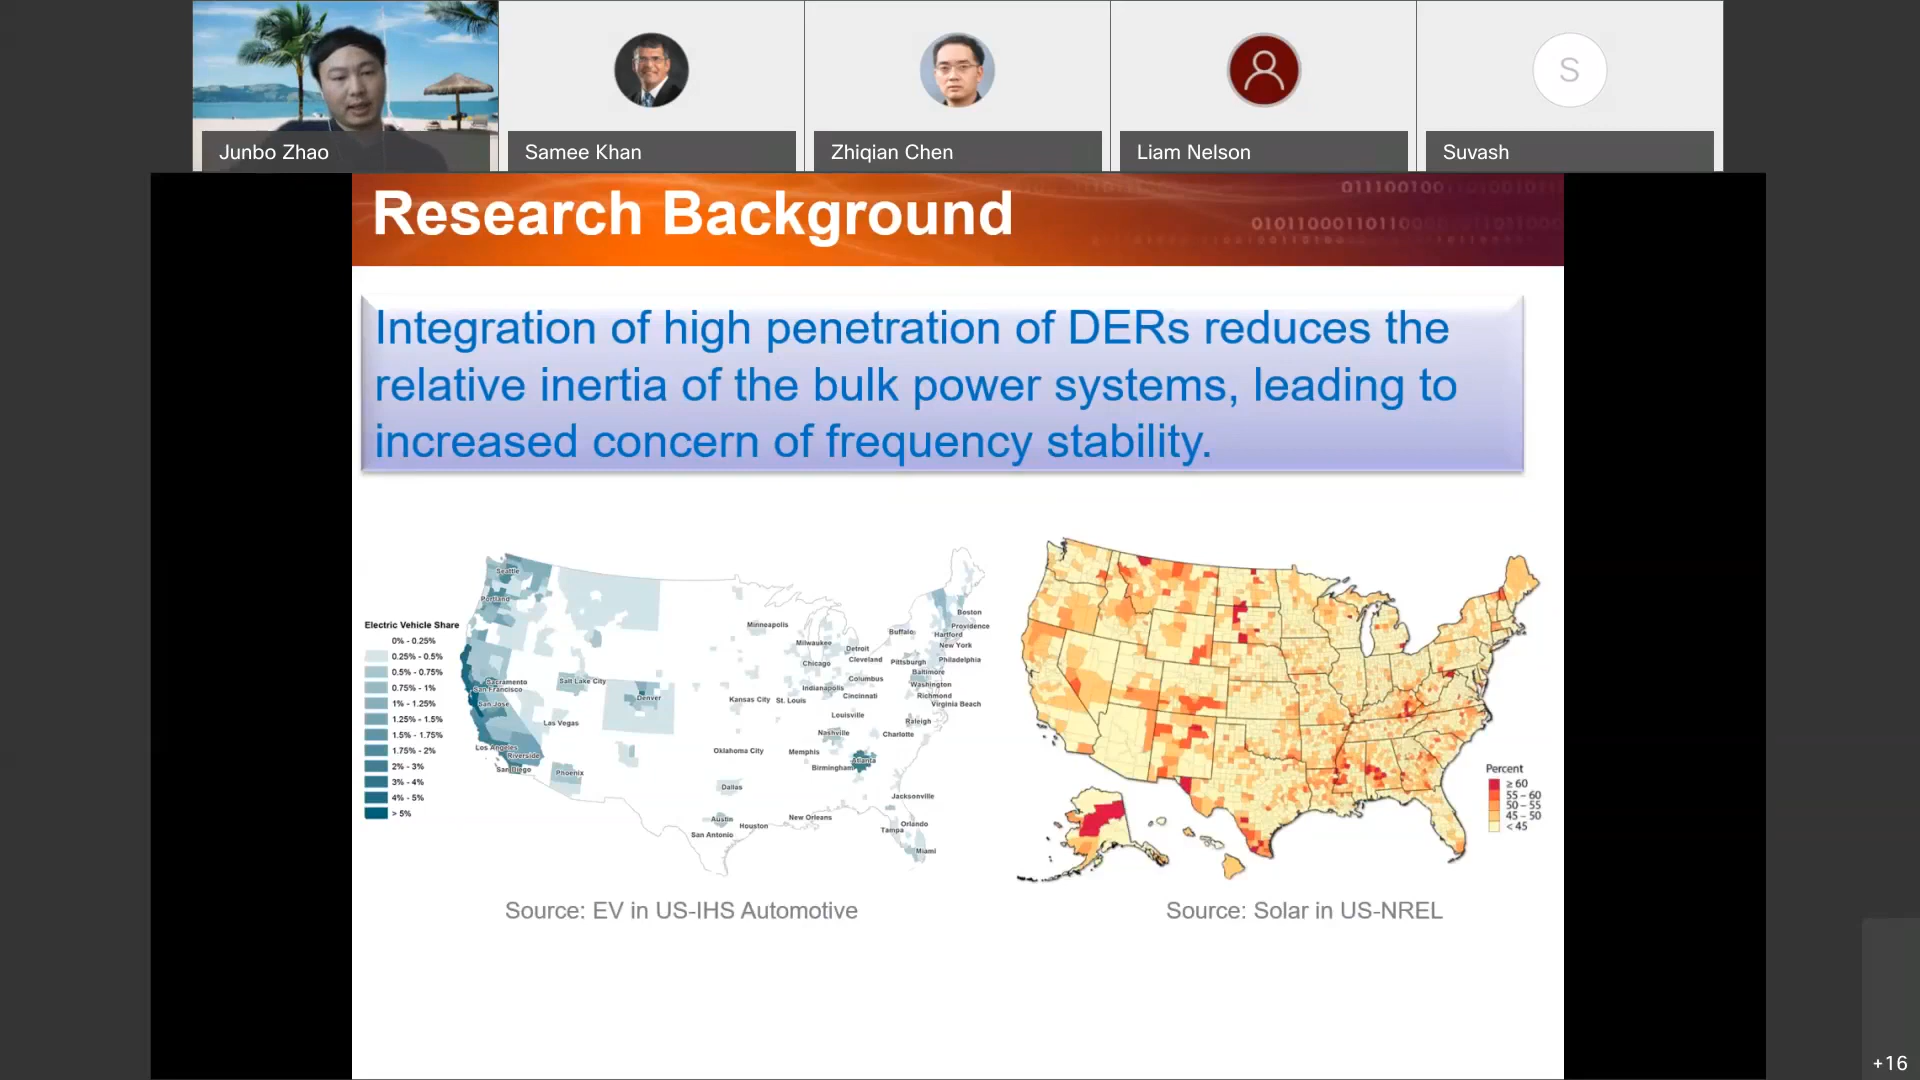 Junbo Zhao
Samee Khan
Zhiqian Chen
Liam Nelson
S
Suvash
Research Background
Integration of high penetration of DERs reduces the
relative inertia of the bulk power systems, leading to
increased concern of frequency stability.
Electric Vehicle Share
0% - 0.25%
0.25% - 0.5%
0.5% - 0.75%
0.75% - 1%
1% - 1.25%
1.25% - 1.5%
1.5% - 1.75%
1.75% - 2%
2% - 3%
3% - 4%
4% - 5%
> 5%
Seattle
Portland
Sacramento
San Francisco
San Jose
Los Angeles
Riverside
San Diego
Las Vegas
Phoenix
Salt Lake City
Denver
Minneapolis
Milwaukee
Chicago
Detroit
Cleveland
Columbus
Indianapolis
Cincinnati
Kansas City
St. Louis
Louisville
Nashville
Oklahoma City
Memphis
Birmingham
Atlanta
Dallas
Austin
San Antonio
Houston
New Orleans
Buffalo
Pittsburgh
Boston
Providence
Hartford
New York
Philadelphia
Baltimore
Washington
Richmond
Virginia Beach
Raleigh
Charlotte
Jacksonville
Orlando
Tampa
Miami
Percent
≥ 60
55 – 60
50 – 55
45 – 50
< 45
Source: EV in US-IHS Automotive
Source: Solar in US-NREL
+16